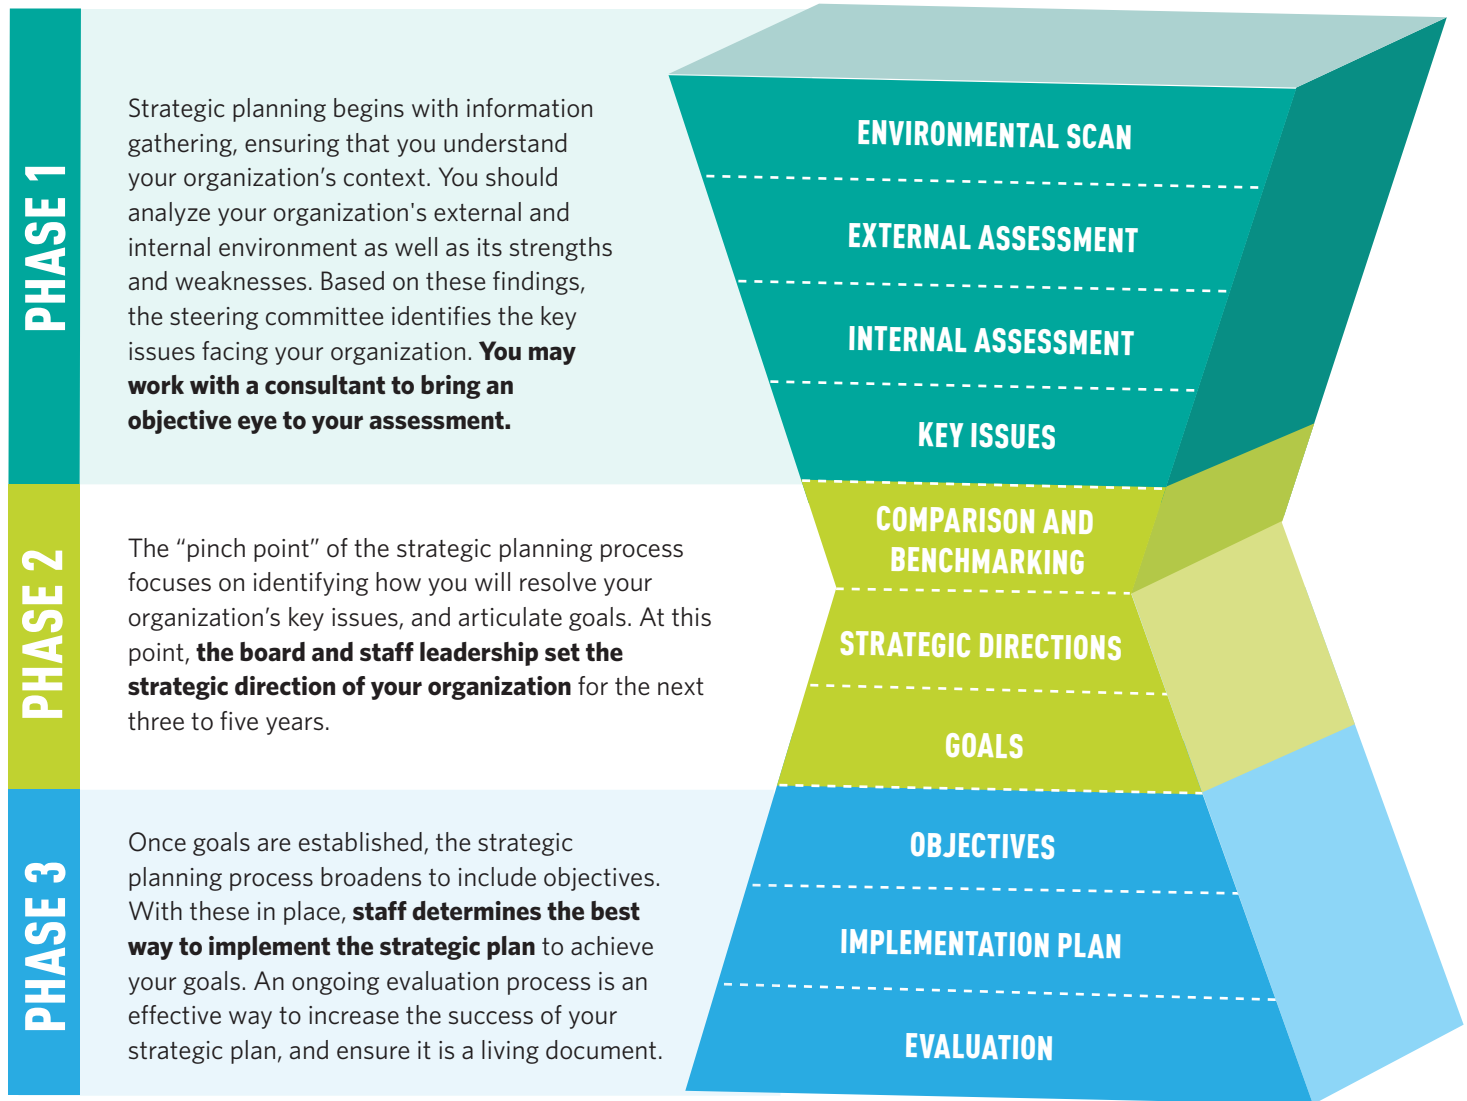 PHASE 1
Strategic planning begins with information
gathering, ensuring that you understand
your organization’s context. You should
analyze your organization's external and
internal environment as well as its strengths
and weaknesses. Based on these findings,
the steering committee identifies the key
issues facing your organization. You may
work with a consultant to bring an
objective eye to your assessment.
ENVIRONMENTAL SCAN
EXTERNAL ASSESSMENT
INTERNAL ASSESSMENT
KEY ISSUES
PHASE 2
The “pinch point” of the strategic planning process
focuses on identifying how you will resolve your
organization’s key issues, and articulate goals. At this
point, the board and staff leadership set the
strategic direction of your organization for the next
three to five years.
COMPARISON AND
BENCHMARKING
STRATEGIC DIRECTIONS
GOALS
PHASE 3
Once goals are established, the strategic
planning process broadens to include objectives.
With these in place, staff determines the best
way to implement the strategic plan to achieve
your goals. An ongoing evaluation process is an
effective way to increase the success of your
strategic plan, and ensure it is a living document.
OBJECTIVES
IMPLEMENTATION PLAN
EVALUATION